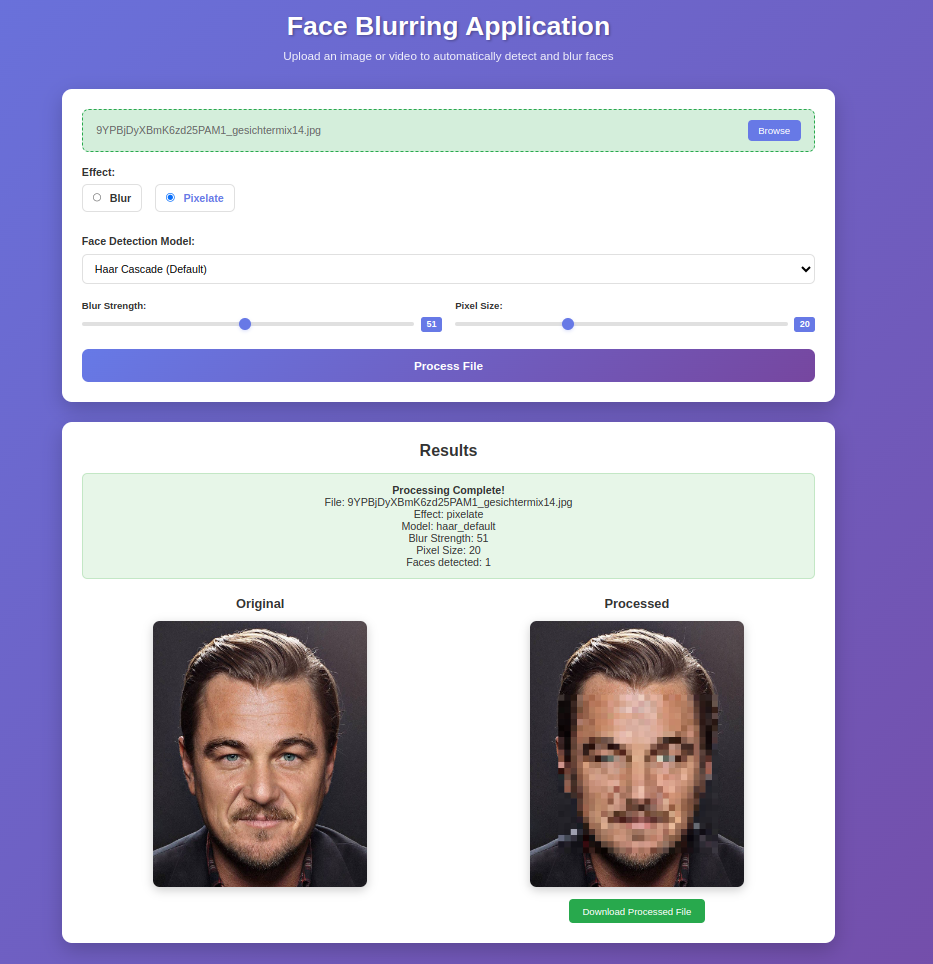 Face Blurring Application
Upload an image or video to automatically detect and blur faces
9YPBjDyXBmK6zd25PAM1_gesichtermix14.jpg
Browse
Effect:
Blur
Pixelate
Face Detection Model:
Haar Cascade (Default)
Blur Strength:
51
Pixel Size:
20
Process File
Results
Processing Complete!
File: 9YPBjDyXBmK6zd25PAM1_gesichtermix14.jpg
Effect: pixelate
Model: haar_default
Blur Strength: 51
Pixel Size: 20
Faces detected: 1
Original
Processed
Download Processed File